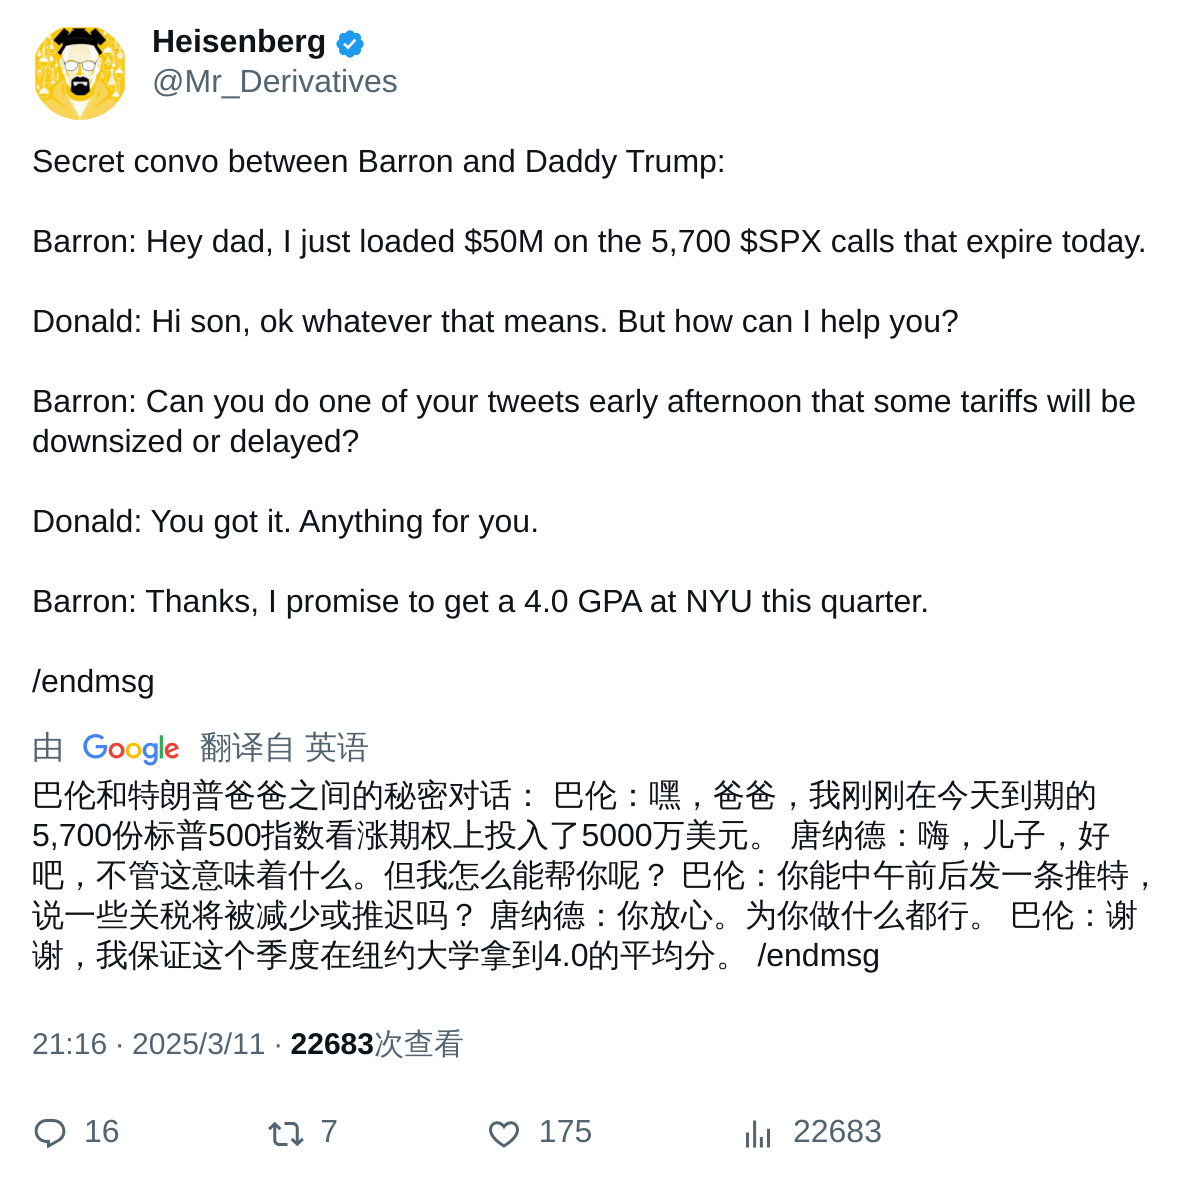 Heisenberg
@Mr_Derivatives
Secret convo between Barron and Daddy Trump:
Barron: Hey dad, I just loaded $50M on the 5,700 $SPX calls that expire today.
Donald: Hi son, ok whatever that means. But how can I help you?
Barron: Can you do one of your tweets early afternoon that some tariffs will be
downsized or delayed?
Donald: You got it. Anything for you.
Barron: Thanks, I promise to get a 4.0 GPA at NYU this quarter.
/endmsg
由 Google 翻译自 英语
巴伦和特朗普爸爸之间的秘密对话： 巴伦：嘿，爸爸，我刚刚在今天到期的
5,700份标普500指数看涨期权上投入了5000万美元。 唐纳德：嗨，儿子，好
吧，不管这意味着什么。但我怎么能帮你呢？ 巴伦：你能中午前后发一条推特，
说一些关税将被减少或推迟吗？ 唐纳德：你放心。为你做什么都行。 巴伦：谢
谢，我保证这个季度在纽约大学拿到4.0的平均分。 /endmsg
21:16 · 2025/3/11 · 22683次查看
16 7 175 22683